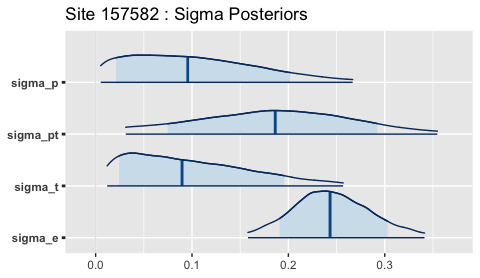 Site 157582 : Sigma Posteriors
sigma_p
sigma_pt
sigma_t
sigma_e
0.0 0.1 0.2 0.3